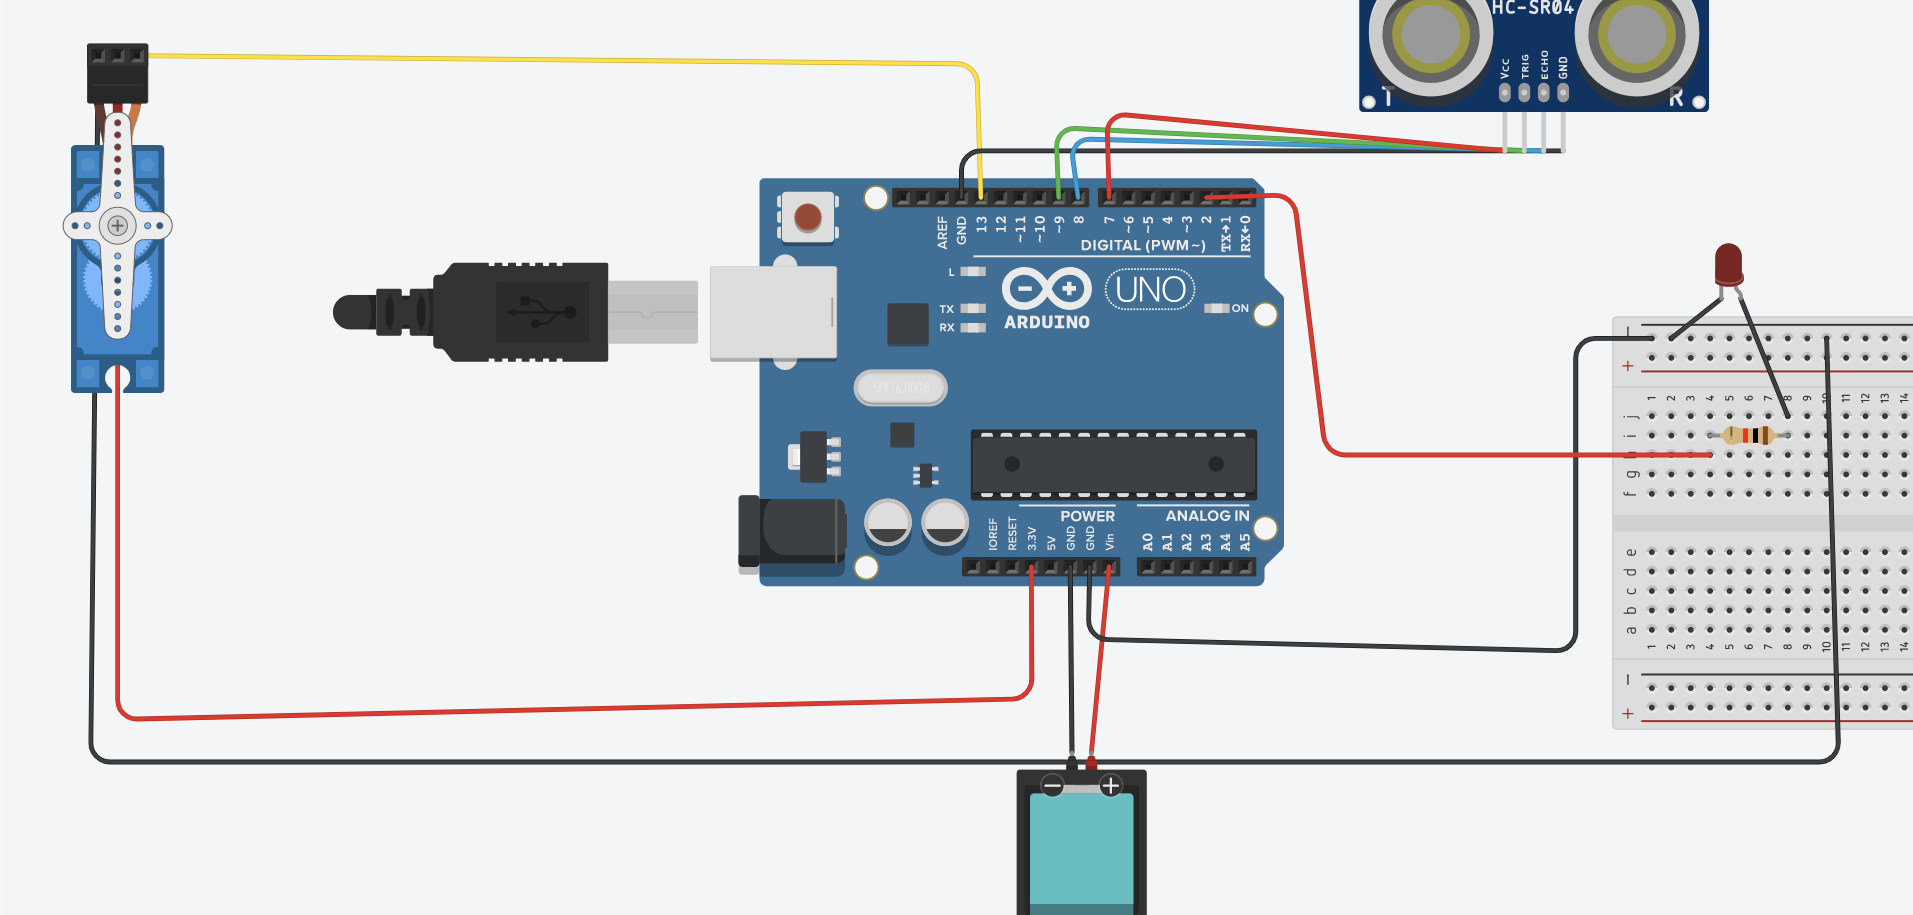 HC-SR04
Vcc
TRIG
ECHO
GND
T
R
AREF
GND
13
12
~11
~10
~9
8
7
~6
~5
4
~3
2
TX→1
RX←0
DIGITAL (PWM~)
L
TX
RX
ON
UNO
ARDUINO
SPK16.000G
IOREF
RESET
3.3V
5V
GND
GND
Vin
POWER
ANALOG IN
A0
A1
A2
A3
A4
A5
+
1 2 3 4 5 6 7 8 9 10 11 12 13 14
j
i
h
g
f
e
d
c
b
a
1 2 3 4 5 6 7 8 9 10 11 12 13 14
−
+
− +